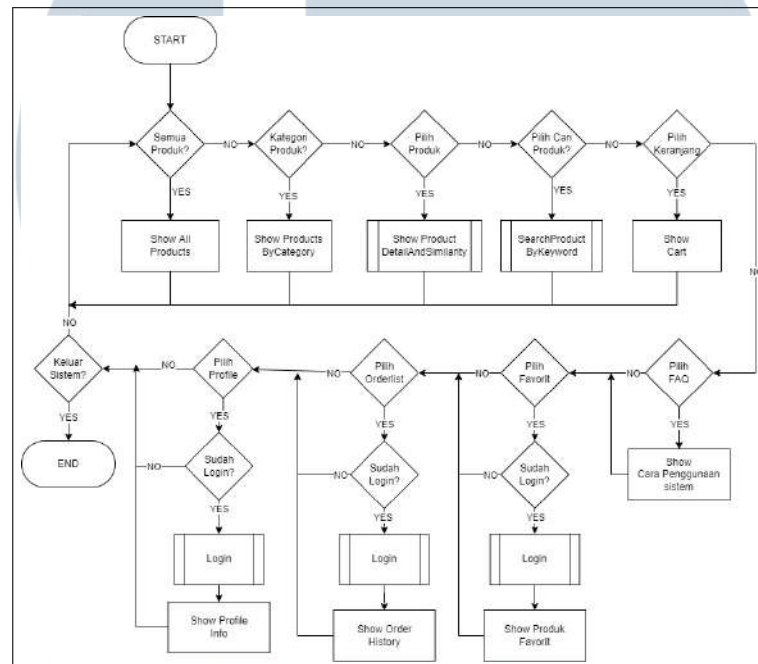 START
Semua
Produk?
NO
Kategori
Produk?
NO
Pilih
Produk
NO
Pilih Cari
Produk?
NO
Pilih
Keranjang
YES
YES
YES
YES
YES
Show All
Products
Show Products
ByCategory
Show Product
DetailAndSimilarity
SearchProduct
ByKeyword
Show
Cart
NO
NO
Keluar
Sistem?
NO
Pilih
Profile
NO
Pilih
Orderlist
NO
Pilih
Favorit
NO
Pilih
FAQ
YES
YES
YES
YES
YES
END
NO
Sudah
Login?
NO
Sudah
Login?
NO
Sudah
Login?
Show
Cara Penggunaan
sistem
YES
YES
YES
Login
Login
Login
Show Profile
Info
Show Order
History
Show Produk
Favorit